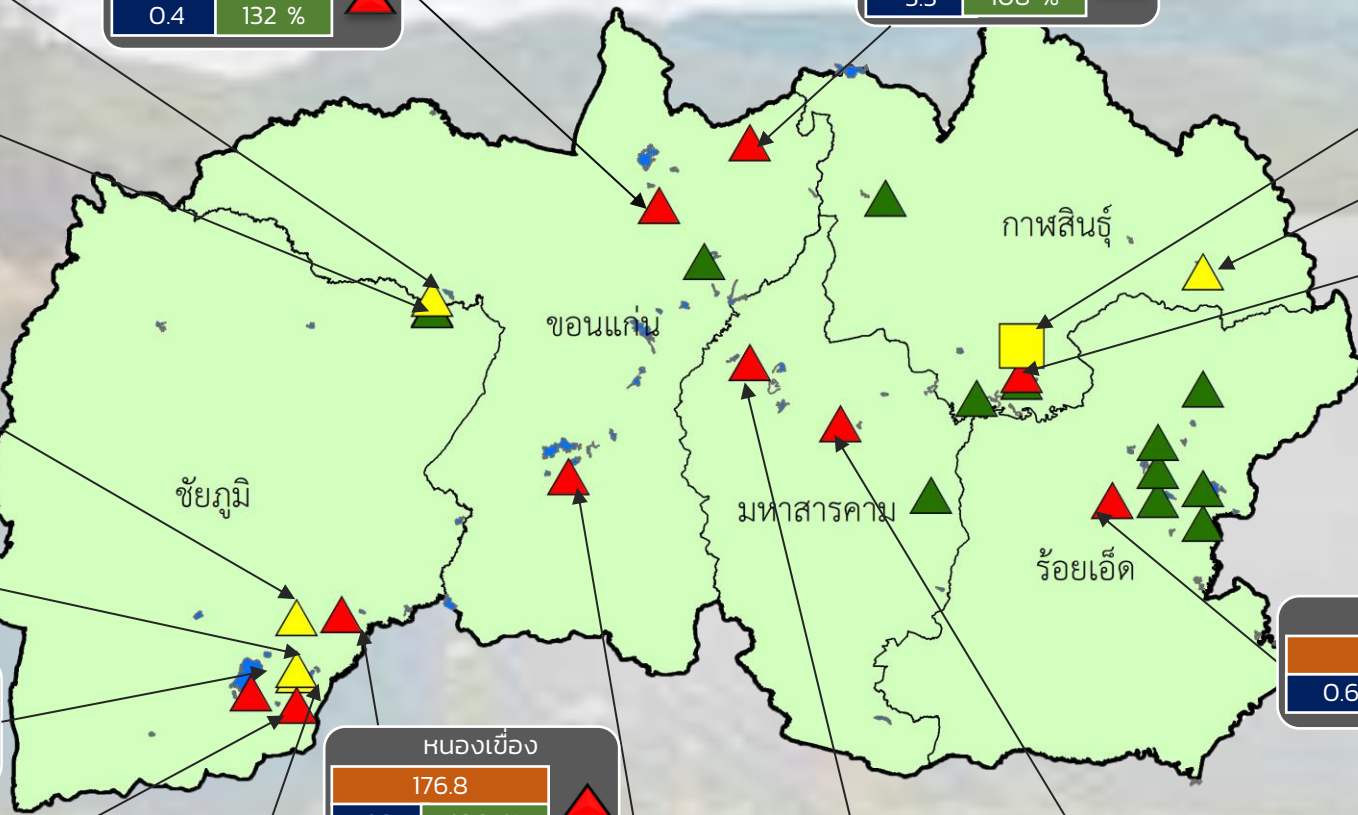 0.4
132 %
กาฬสินธุ์
ขอนแก่น
ชัยภูมิ
มหาสารคาม
ร้อยเอ็ด
0.6
หนองเขื่อง
176.8